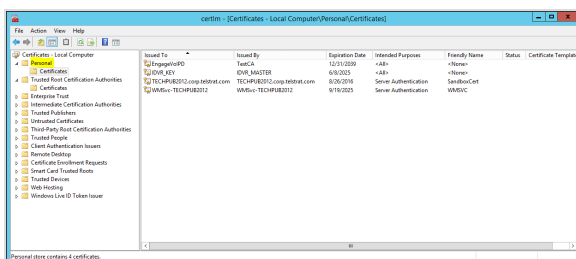 certlm - [Certificates - Local Computer\Personal\Certificates]
File Action View Help
Certificates - Local Computer
Personal
Certificates
Trusted Root Certification Authorities
Certificates
Enterprise Trust
Intermediate Certification Authorities
Trusted Publishers
Untrusted Certificates
Third-Party Root Certification Authorities
Trusted People
Client Authentication Issuers
Remote Desktop
Certificate Enrollment Requests
Smart Card Trusted Roots
Trusted Devices
Web Hosting
Windows Live ID Token Issuer
Issued To Issued By Expiration Date Intended Purposes Friendly Name Status Certificate Templat
EngageVoIPD TestCA 12/31/2039 <All> <None>
IDVR_KEY IDVR_MASTER 6/8/2025 <All> <None>
TECHPUB2012.corp.telstrat.com TECHPUB2012.corp.telstrat.com 8/26/2016 Server Authentication SandboxCert
WMSvc-TECHPUB2012 WMSvc-TECHPUB2012 9/19/2025 Server Authentication WMSVC
Personal store contains 4 certificates.